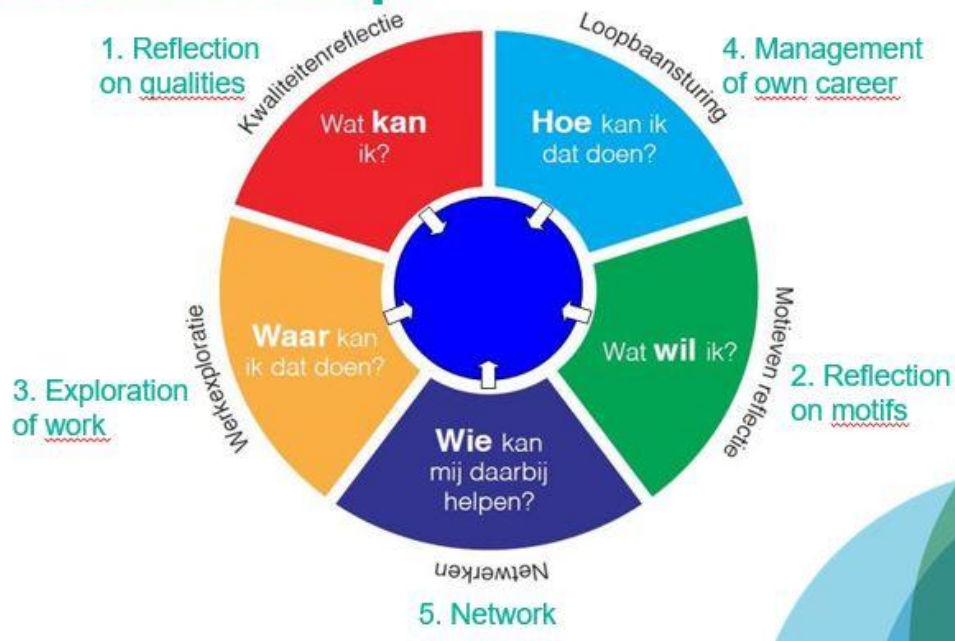 1. Reflection
on qualities
Kwaliteitenreflectie
Wat kan
ik?
Loopbaansturing
4. Management
of own career
Hoe kan ik
dat doen?
Motieven reflectie
2. Reflection
on motifs
Wat wil ik?
Werkexploratie
3. Exploration
of work
Waar kan
ik dat doen?
Wie kan
mij daarbij
helpen?
Netwerken
5. Network